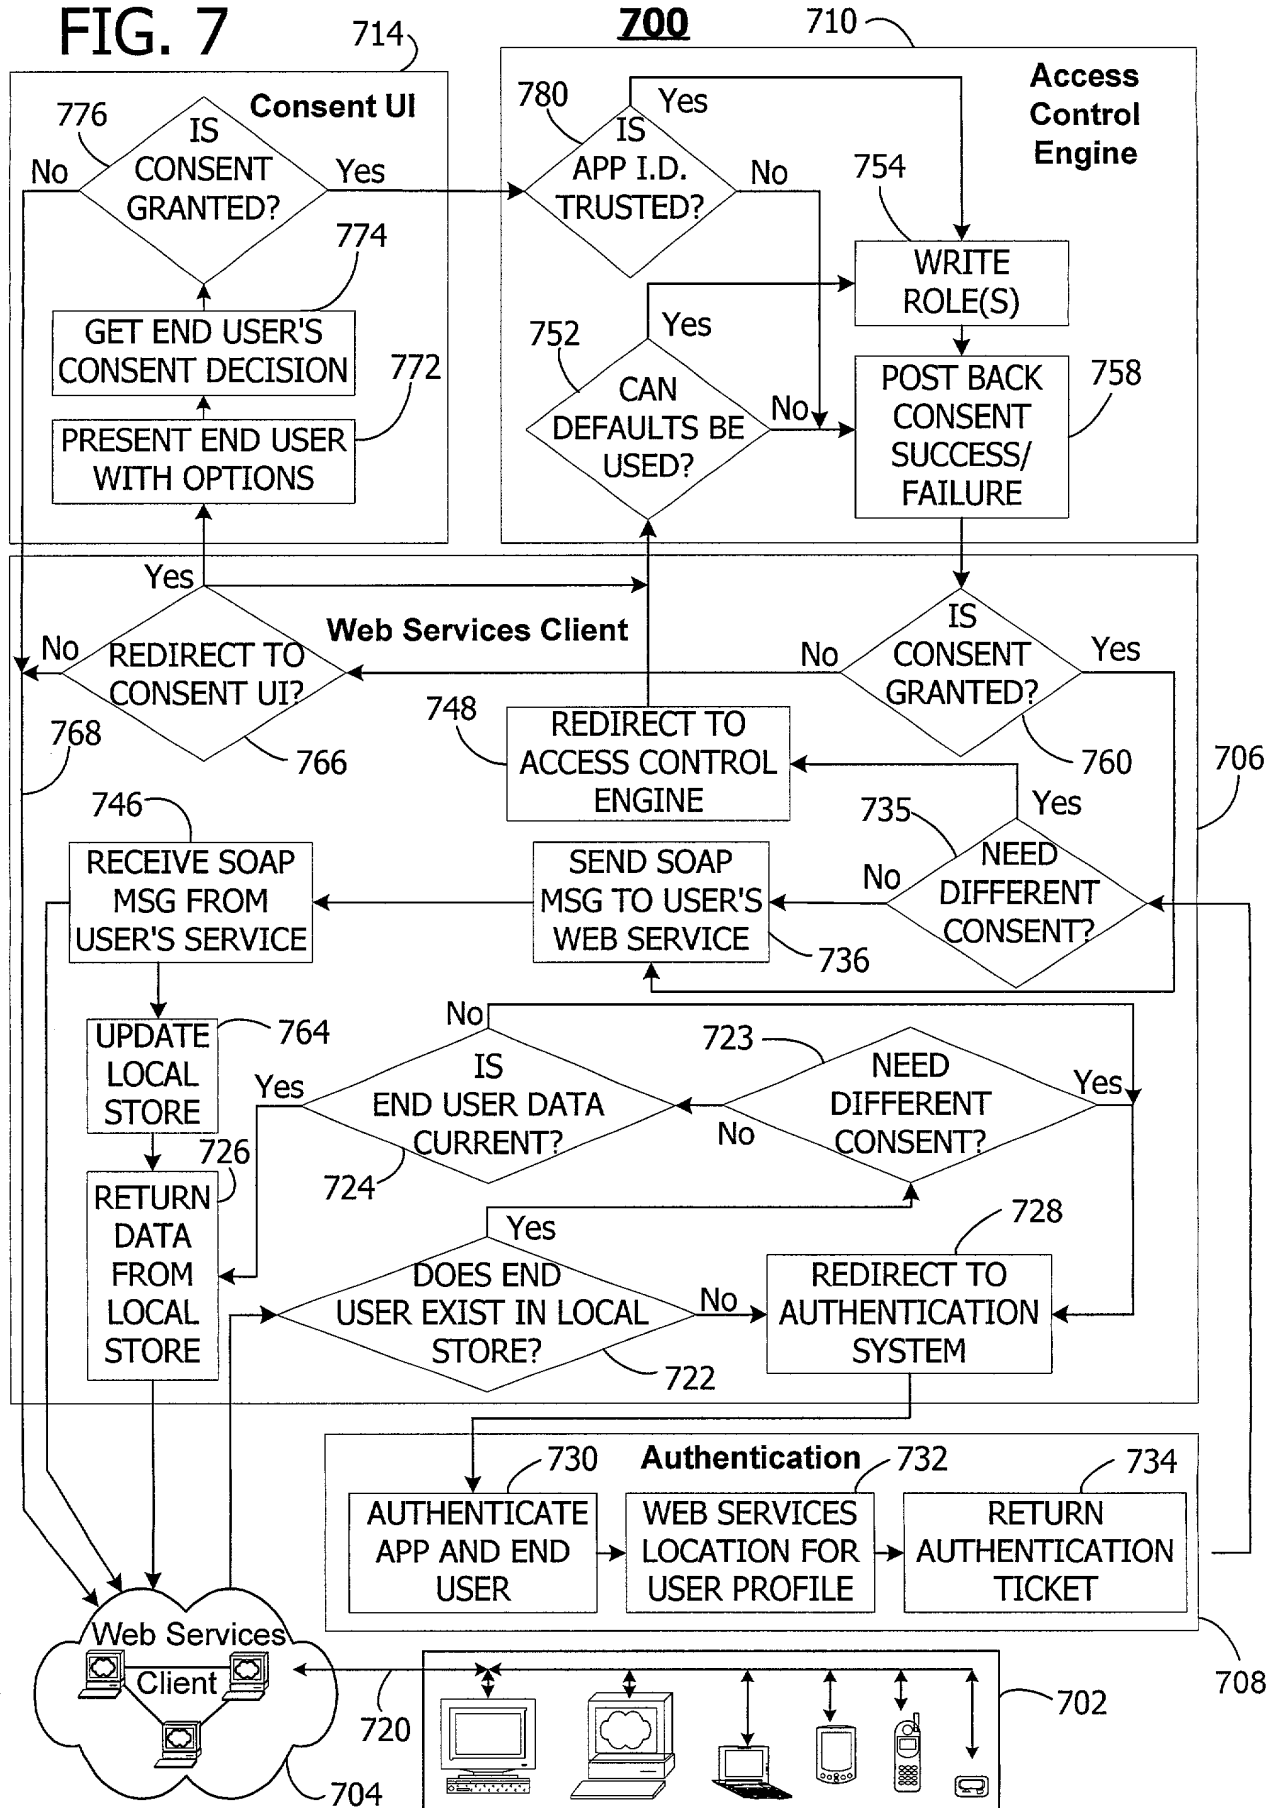 FIG. 7
700
714
710
Consent UI
776
IS
CONSENT
GRANTED?
No
Yes
774
GET END USER'S
CONSENT DECISION
772
PRESENT END USER
WITH OPTIONS
Access
Control
Engine
780
IS
APP I.D.
TRUSTED?
Yes
No
754
WRITE
ROLE(S)
752
CAN
DEFAULTS BE
USED?
Yes
No
POST BACK
CONSENT
SUCCESS/
FAILURE
758
Web Services Client
Yes
No
REDIRECT TO
CONSENT UI?
766
768
IS
CONSENT
GRANTED?
No
Yes
760
706
748
REDIRECT TO
ACCESS CONTROL
ENGINE
735
NEED
DIFFERENT
CONSENT?
Yes
No
746
RECEIVE SOAP
MSG FROM
USER'S SERVICE
SEND SOAP
MSG TO USER'S
WEB SERVICE
736
UPDATE
LOCAL
STORE
764
No
IS
END USER DATA
CURRENT?
Yes
724
723
NEED
DIFFERENT
CONSENT?
Yes
No
726
RETURN
DATA
FROM
LOCAL
STORE
Yes
DOES END
USER EXIST IN LOCAL
STORE?
No
722
728
REDIRECT TO
AUTHENTICATION
SYSTEM
Authentication
730
AUTHENTICATE
APP AND END
USER
732
WEB SERVICES
LOCATION FOR
USER PROFILE
734
RETURN
AUTHENTICATION
TICKET
708
Web Services
Client
720
702
704